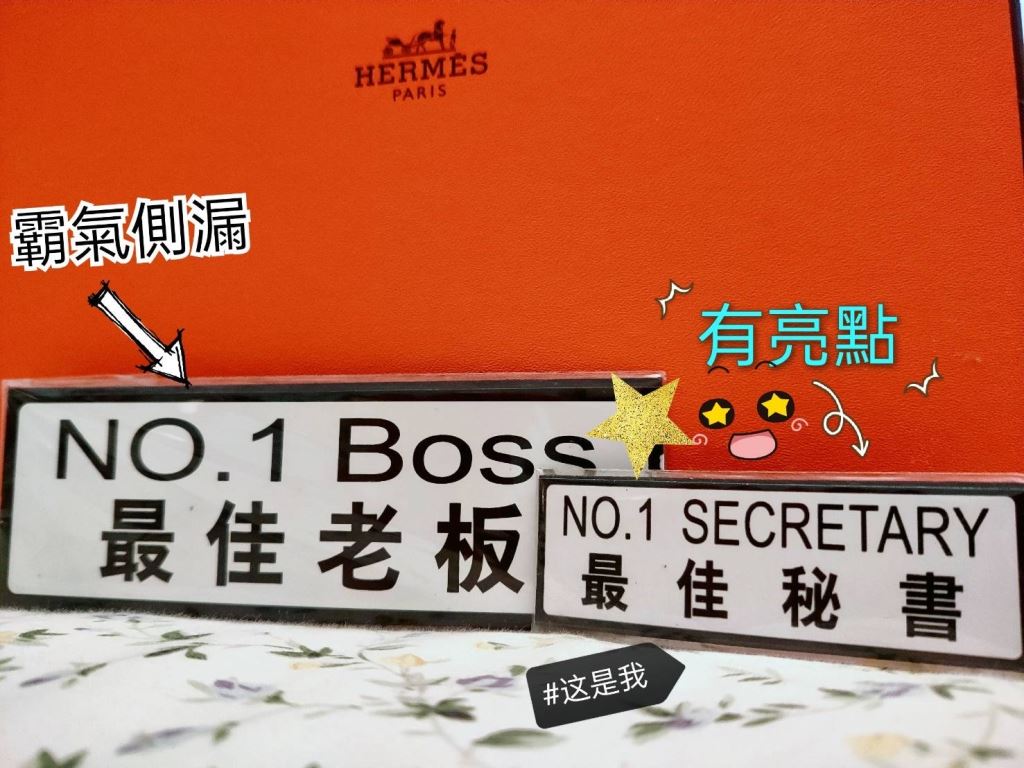 HERMÈS
PARIS
霸氣側漏
有亮點
NO.1 Boss
最佳老板
NO.1 SECRETARY
最佳秘書
#这是我